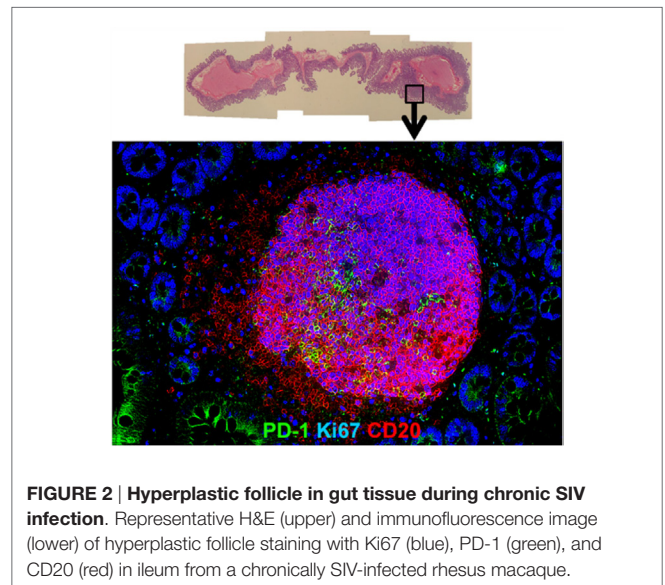 PD-1 Ki67 CD20
FIGURE 2 | Hyperplastic follicle in gut tissue during chronic SIV
infection. Representative H&E (upper) and immunofluorescence image
(lower) of hyperplastic follicle staining with Ki67 (blue), PD-1 (green), and
CD20 (red) in ileum from a chronically SIV-infected rhesus macaque.